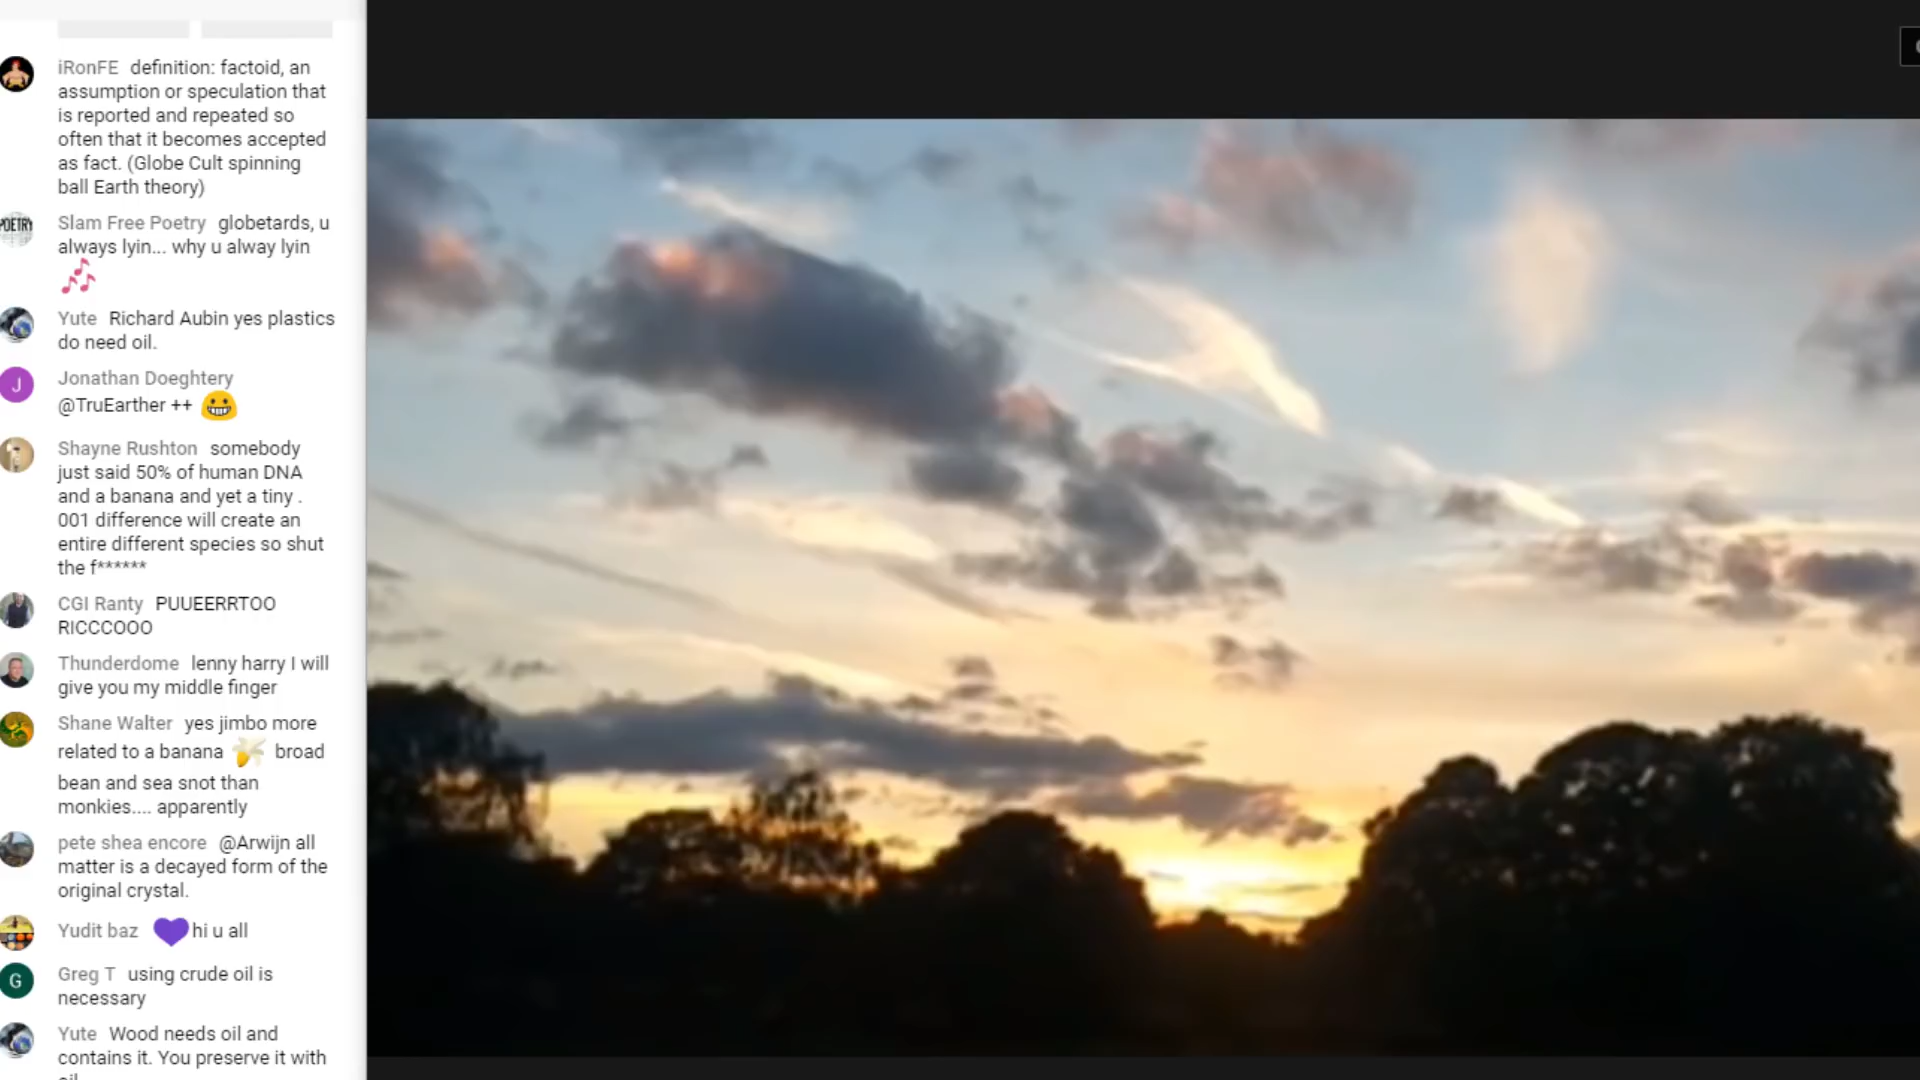 iRonFE definition: factoid, an
assumption or speculation that
is reported and repeated so
often that it becomes accepted
as fact. (Globe Cult spinning
ball Earth theory)
POETRY
Slam Free Poetry globetards, u
always lyin... why u alway lyin
Yute Richard Aubin yes plastics
do need oil.
J
Jonathan Doeghtery
@TruEarther ++
Shayne Rushton somebody
just said 50% of human DNA
and a banana and yet a tiny .
001 difference will create an
entire different species so shut
the f******
CGI Ranty PUUEERRTOO
RICCCOOO
Thunderdome lenny harry I will
give you my middle finger
Shane Walter yes jimbo more
related to a banana 🍌 broad
bean and sea snot than
monkies.... apparently
pete shea encore @Arwijn all
matter is a decayed form of the
original crystal.
Yudit baz 💜 hi u all
G
Greg T using crude oil is
necessary
Yute Wood needs oil and
contains it. You preserve it with